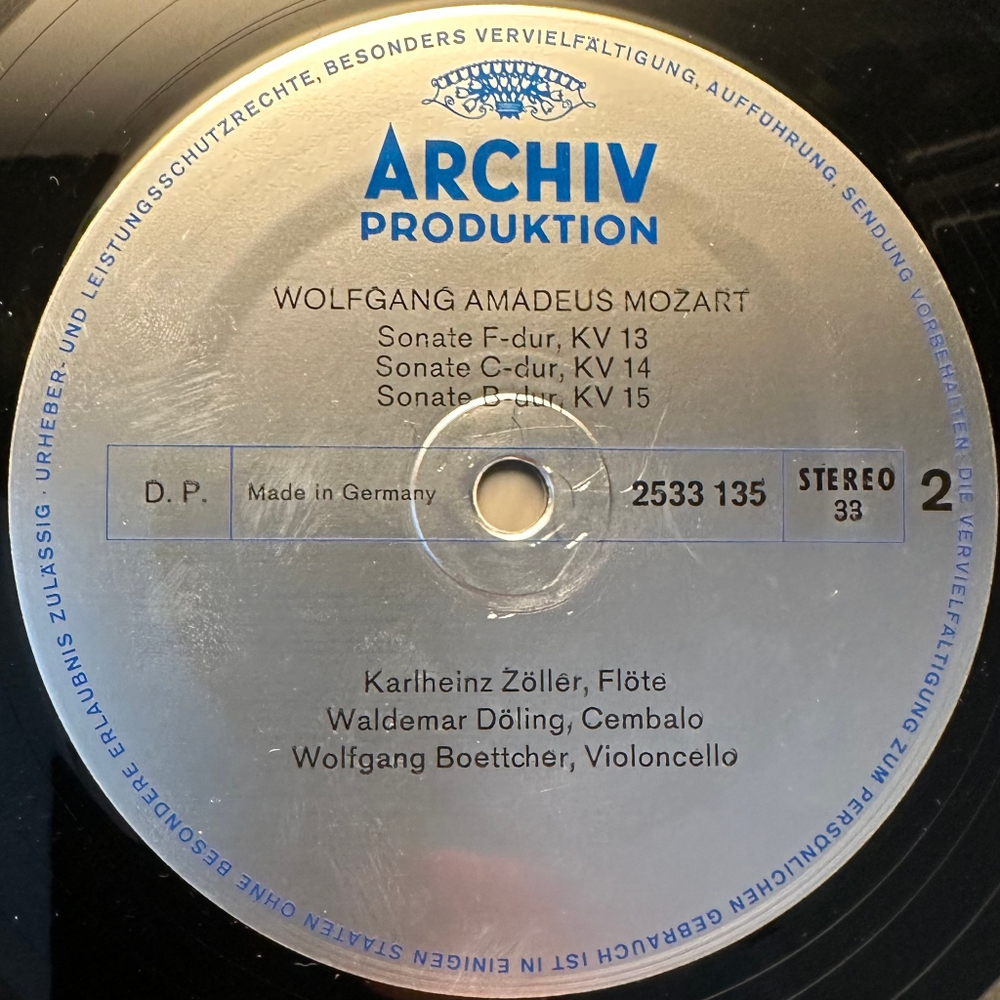 ARCHIV
PRODUKTION
WOLFGANG AMADEUS MOZART
Sonate F-dur, KV 13
Sonate C-dur, KV 14
Sonate B-dur, KV 15
D. P.
Made in Germany
2533 135
STEREO
33
2
Karlheinz Zöller, Flöte
Waldemar Döling, Cembalo
Wolfgang Boettcher, Violoncello
URHEBER- UND LEISTUNGSSCHUTZRECHTE, BESONDERS VERVIELFÄLTIGUNG, AUFFÜHRUNG, SENDUNG VORBEHALTEN · DIE VERVIELFÄLTIGUNG ZUM PERSÖNLICHEN GEBRAUCH IST IN EINIGEN STAATEN OHNE BESONDERE ERLAUBNIS ZULÄSSIG ·